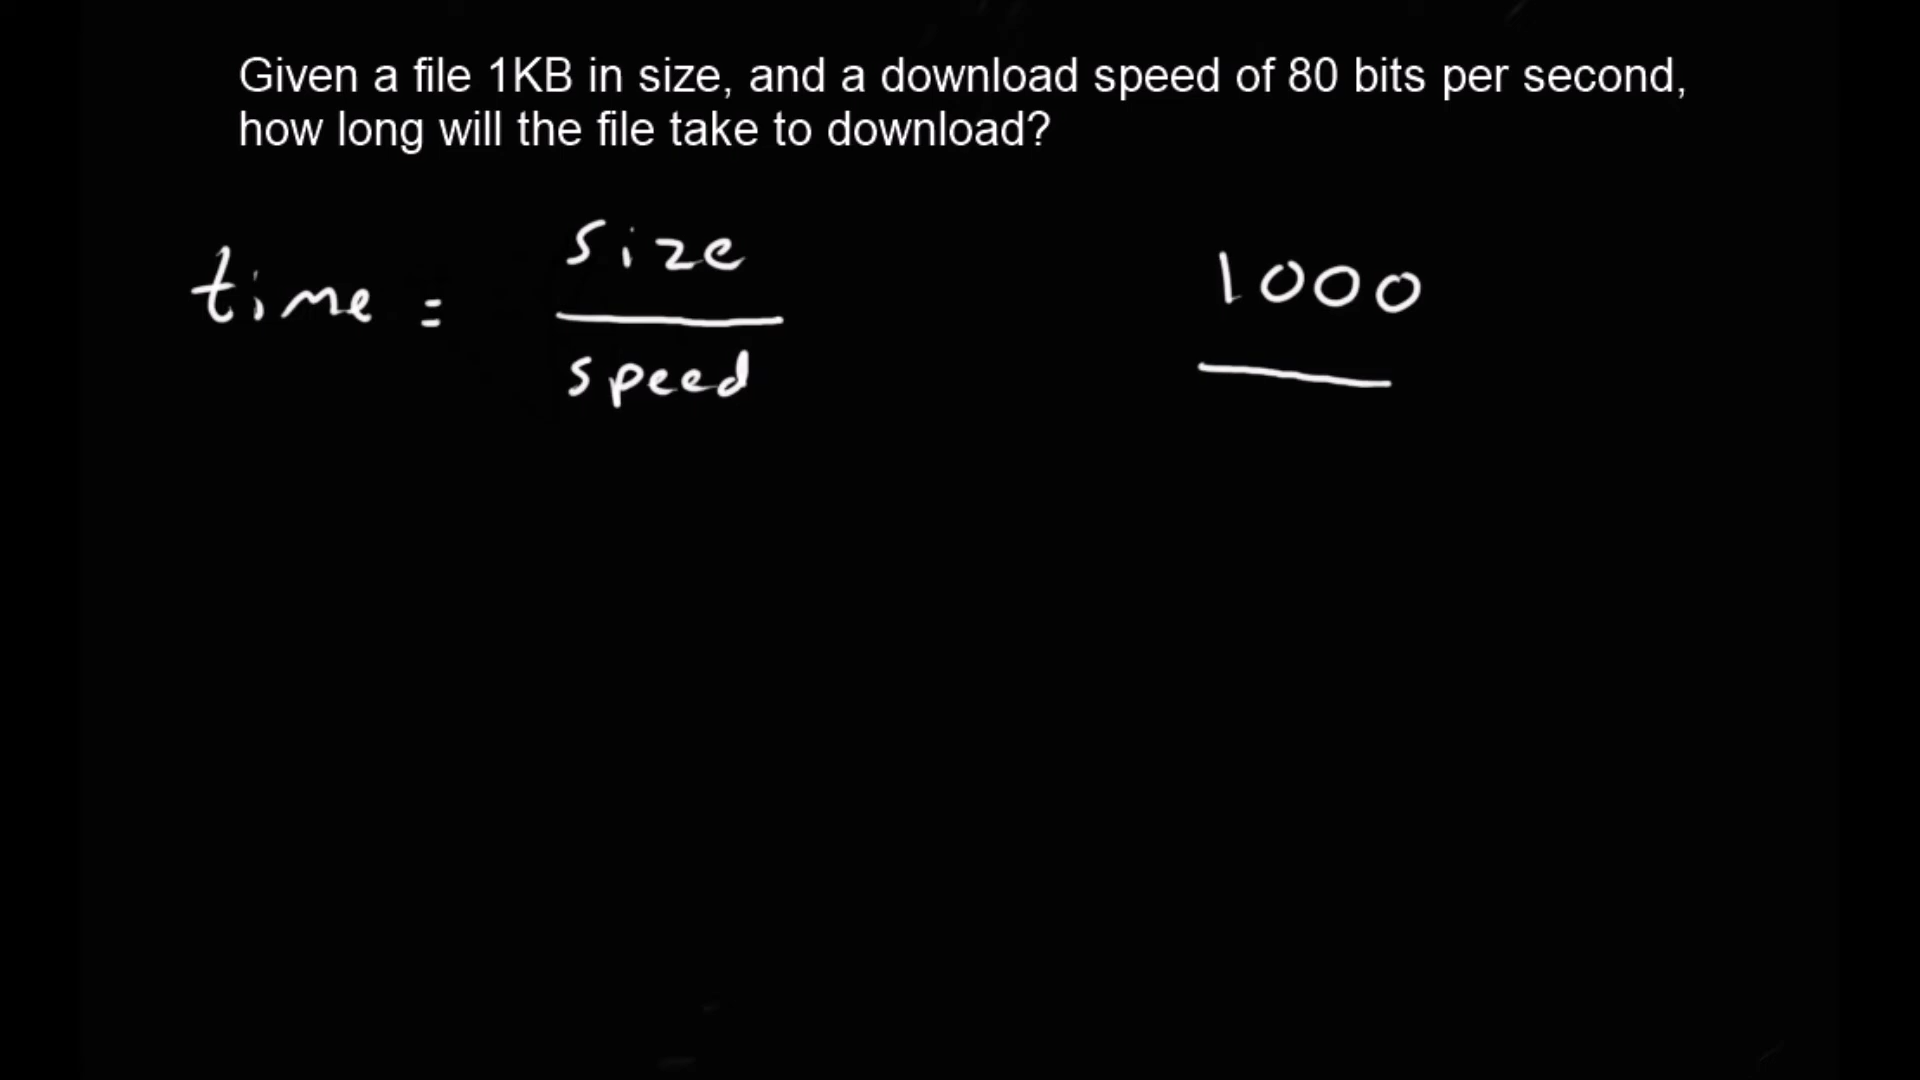 Given a file 1KB in size, and a download speed of 80 bits per second,
how long will the file take to download?
time = size
speed
1000